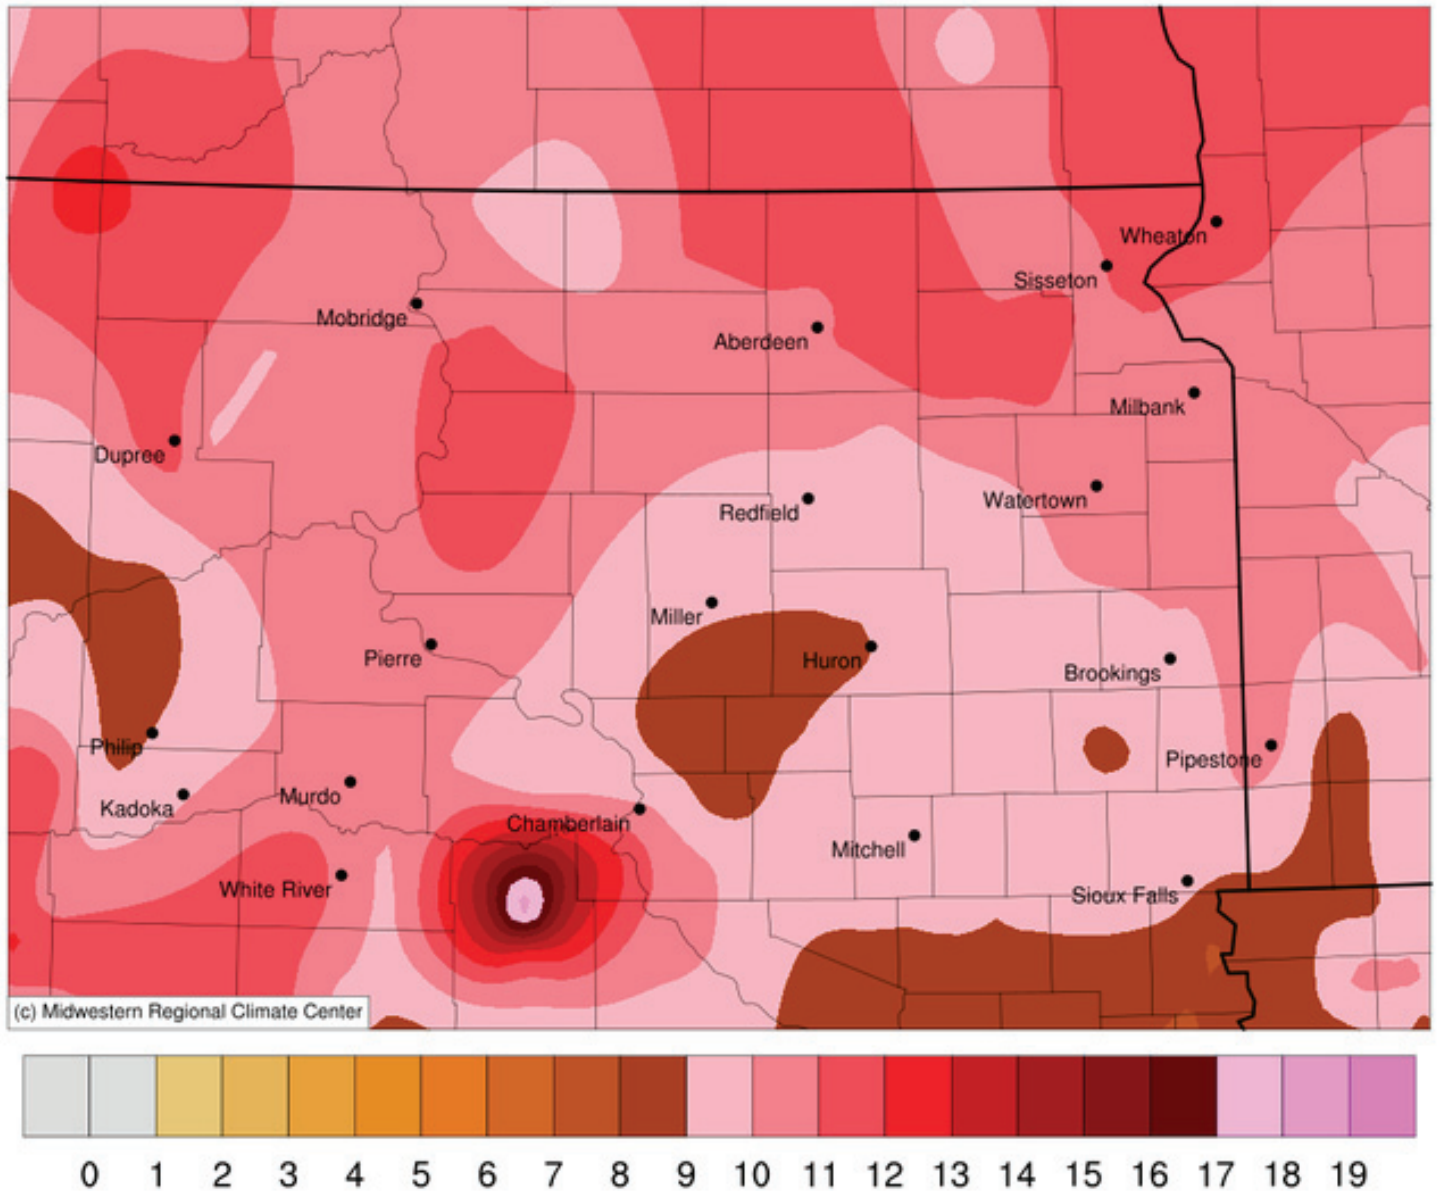 Wheaton
Sisseton
Mobridge
Aberdeen
Milbank
Dupree
Watertown
Redfield
Miller
Pierre
Huron
Brookings
Philip
Pipestone
Kadoka
Murdo
Chamberlain
Mitchell
White River
Sioux Falls
(c) Midwestern Regional Climate Center
0 1 2 3 4 5 6 7 8 9 10 11 12 13 14 15 16 17 18 19